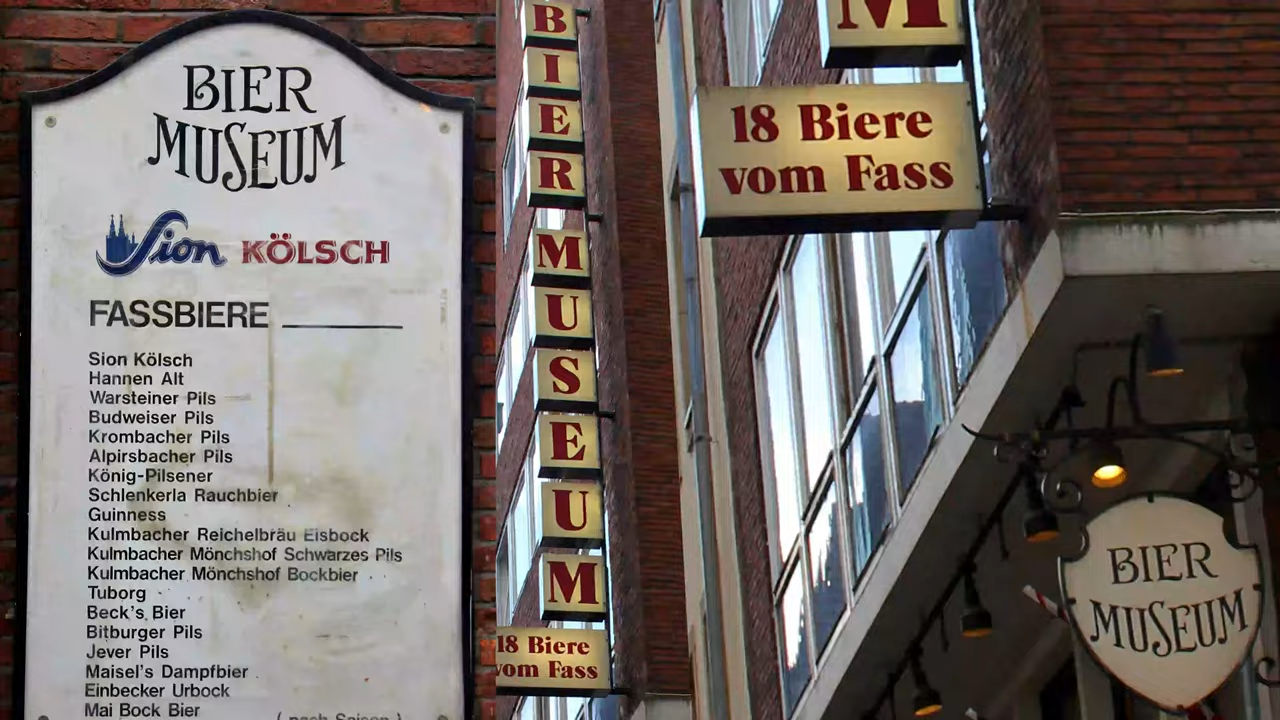 BIER
MUSEUM
Sion KÖLSCH
FASSBIERE
Sion Kölsch
Hannen Alt
Warsteiner Pils
Budweiser Pils
Krombacher Pils
Alpirsbacher Pils
König-Pilsener
Schlenkerla Rauchbier
Guinness
Kulmbacher Reichelbräu Eisbock
Kulmbacher Mönchshof Schwarzes Pils
Kulmbacher Mönchshof Bockbier
Tuborg
Beck's Bier
Bitburger Pils
Jever Pils
Maisel's Dampfbier
Einbecker Urbock
Mai Bock Bier (nach Saison)
B
I
E
R
M
U
S
E
U
M
18 Biere
vom Fass
M
18 Biere
vom Fass
BIER
MUSEUM